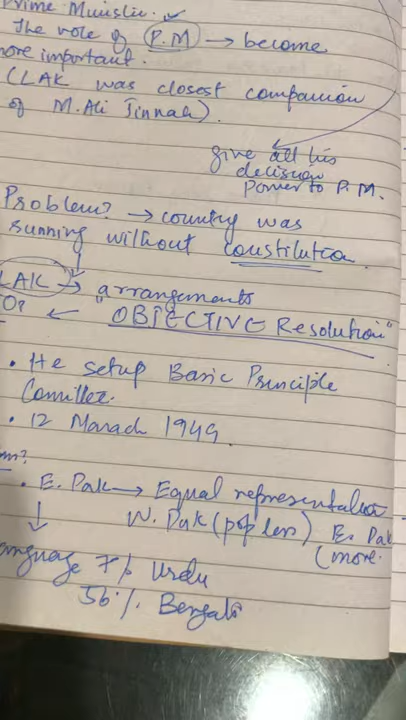 Prime Minister. ✓
The role of P.M → become
more important.
(LAK was closest companion
of M. Ali Jinnah).
give all his
decision
power to P.M.
Problem? → country was
running without constitution.
LAK → arrangements
OR ← "OBJECTIVE Resolution"
• He setup Basic Principle
Committee.
• 12 Marach 1949.
• E. Pak → Equal representation
W. Pak (pop less) E. Pak
(more.
language 7% Urdu
56% Bengali